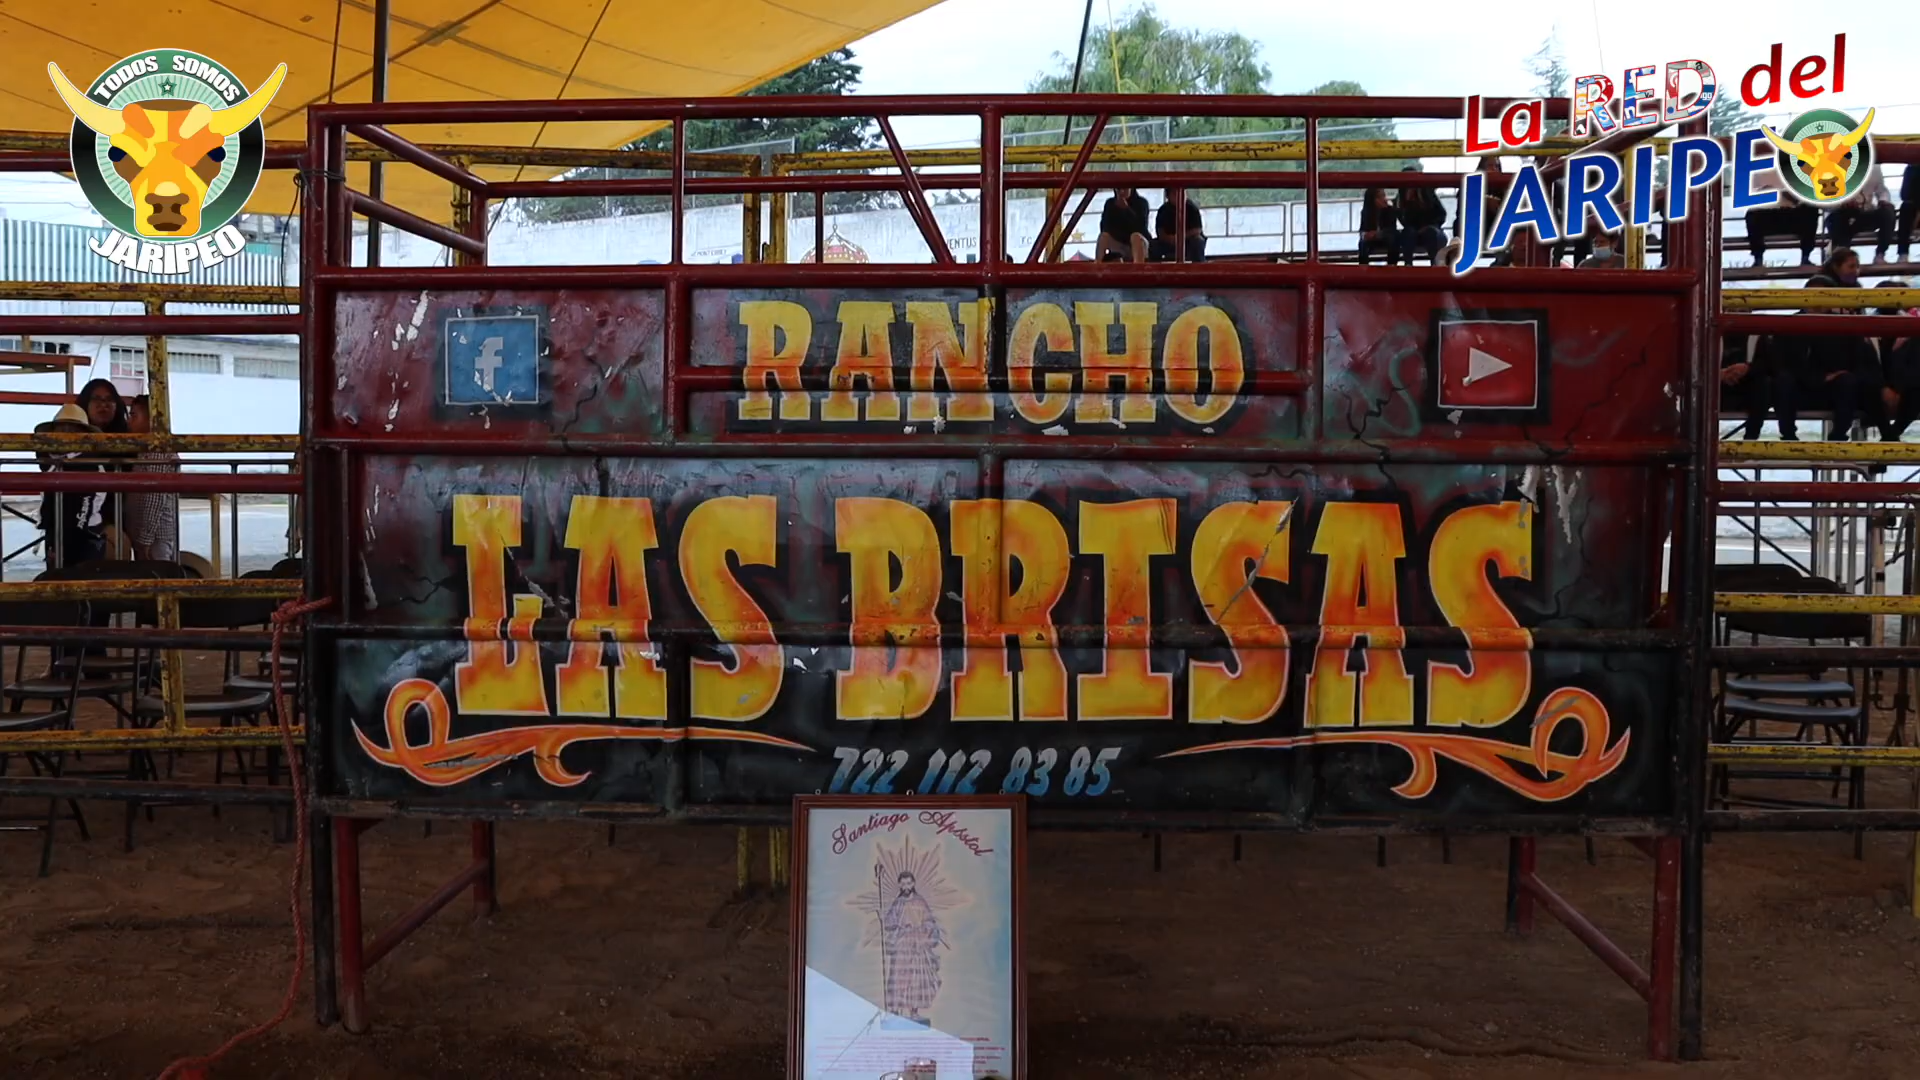 TODOS SOMOS
JARIPEO
La RED del
JARIPEO
RANCHO
LAS BRISAS
722 112 83 85
Santiago Apóstol